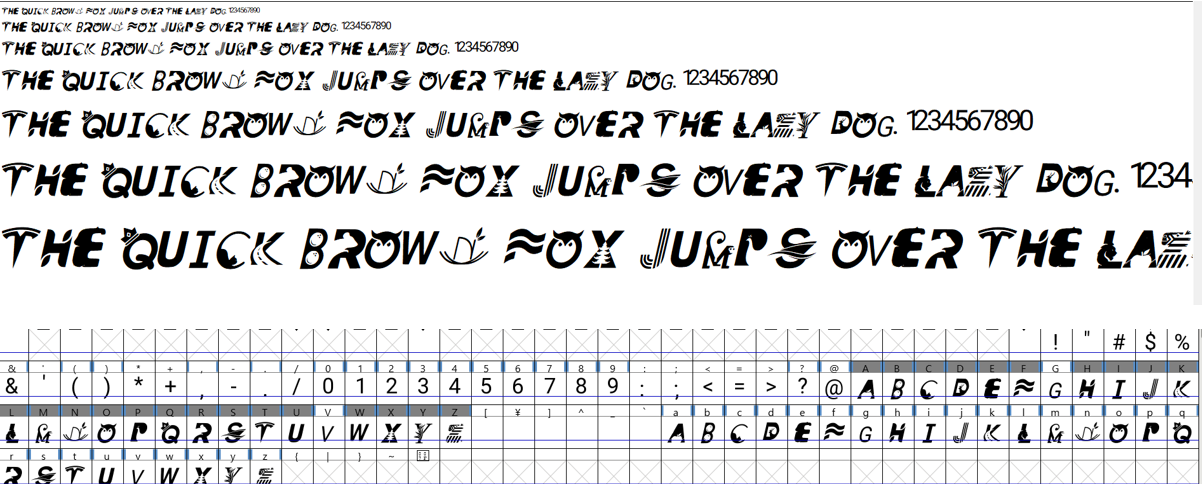 THE QUICK BROWN FOX JUMPS OVER THE LAZY DOG. 1234567890
THE QUICK BROWN FOX JUMPS OVER THE LAZY DOG. 1234567890
THE QUICK BROWN FOX JUMPS OVER THE LAZY DOG. 1234567890
THE QUICK BROWN FOX JUMPS OVER THE LAZY DOG. 1234567890
THE QUICK BROWN FOX JUMPS OVER THE LAZY DOG. 1234567890
THE QUICK BROWN FOX JUMPS OVER THE LAZY DOG. 1234
THE QUICK BROWN FOX JUMPS OVER THE LAZ
! " # $ %
& ' ( ) * + , - . / 0 1 2 3 4 5 6 7 8 9 : ; < = > ? @ A B C D E F G H I J K
& ' ( ) * + , - . / 0 1 2 3 4 5 6 7 8 9 : ; < = > ? @ A B C D E F G H I J K
L M N O P Q R S T U V W X Y Z [ ¥ ] ^ _ ` a b c d e f g h i j k l m n o p q
L M N O P Q R S T U V W X Y Z A B C D E F G H I J K L M N O P Q
r s t u v w x y z { | } ~
R S T U V W X Y Z